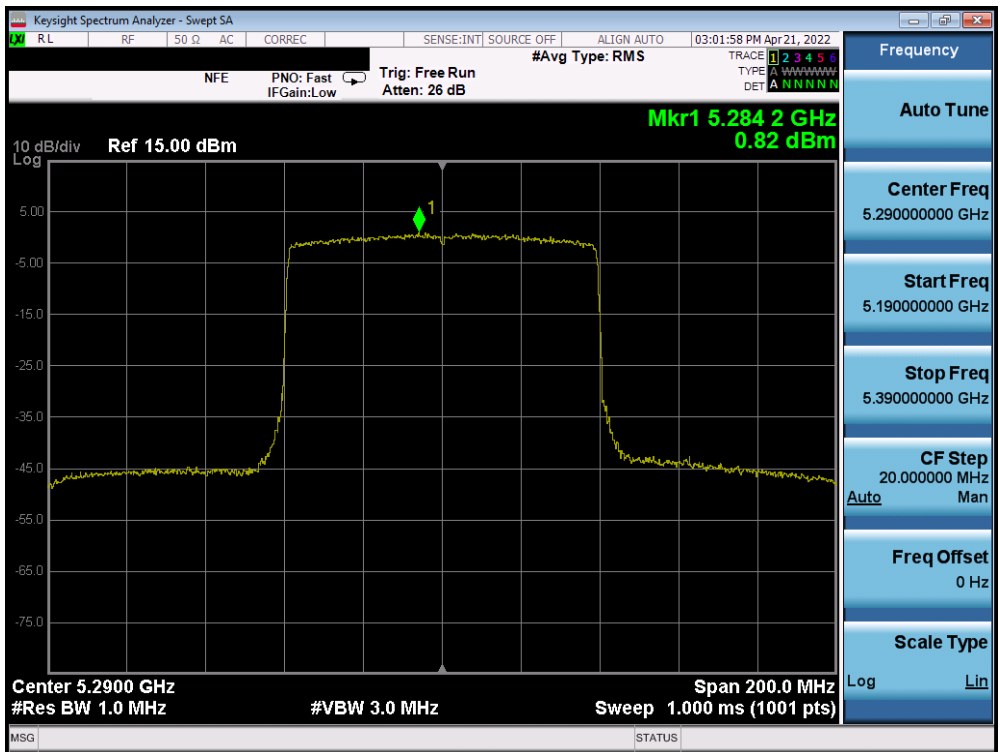 Keysight Spectrum Analyzer - Swept SA
LXI RL RF 50 Ω AC CORREC SENSE:INT SOURCE OFF ALIGN AUTO 03:01:58 PM Apr 21, 2022
#Avg Type: RMS TRACE 1 2 3 4 5 6
NFE PNO: Fast Trig: Free Run TYPE A WWWWW
IFGain:Low Atten: 26 dB DET A N N N N N
Mkr1 5.284 2 GHz
0.82 dBm
10 dB/div Ref 15.00 dBm
Log
1
5.00
-5.00
-15.0
-25.0
-35.0
-45.0
-55.0
-65.0
-75.0
Center 5.2900 GHz Span 200.0 MHz
#Res BW 1.0 MHz #VBW 3.0 MHz Sweep 1.000 ms (1001 pts)
MSG STATUS
Frequency
Auto Tune
Center Freq
5.290000000 GHz
Start Freq
5.190000000 GHz
Stop Freq
5.390000000 GHz
CF Step
20.000000 MHz
Auto Man
Freq Offset
0 Hz
Scale Type
Log Lin